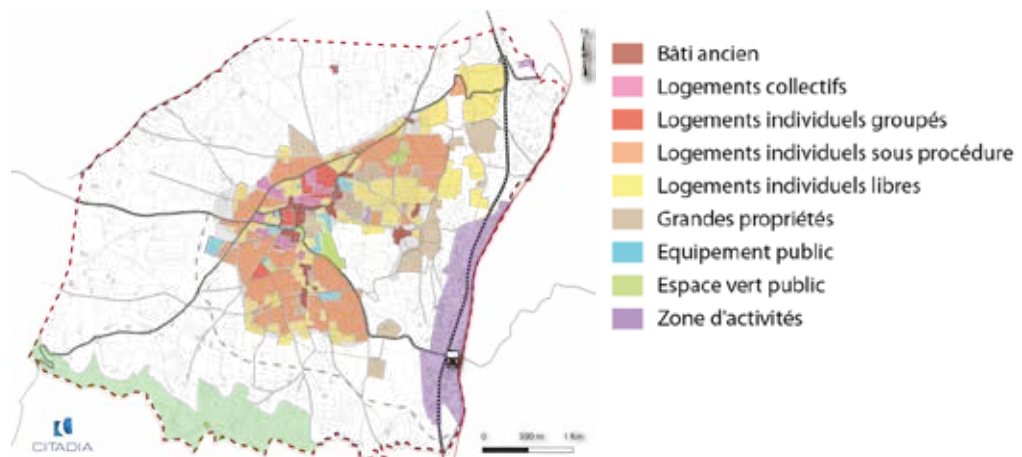 Bâti ancien
Logements collectifs
Logements individuels groupés
Logements individuels sous procédure
Logements individuels libres
Grandes propriétés
Equipement public
Espace vert public
Zone d'activités
CITADIA
0 500 m 1 Km